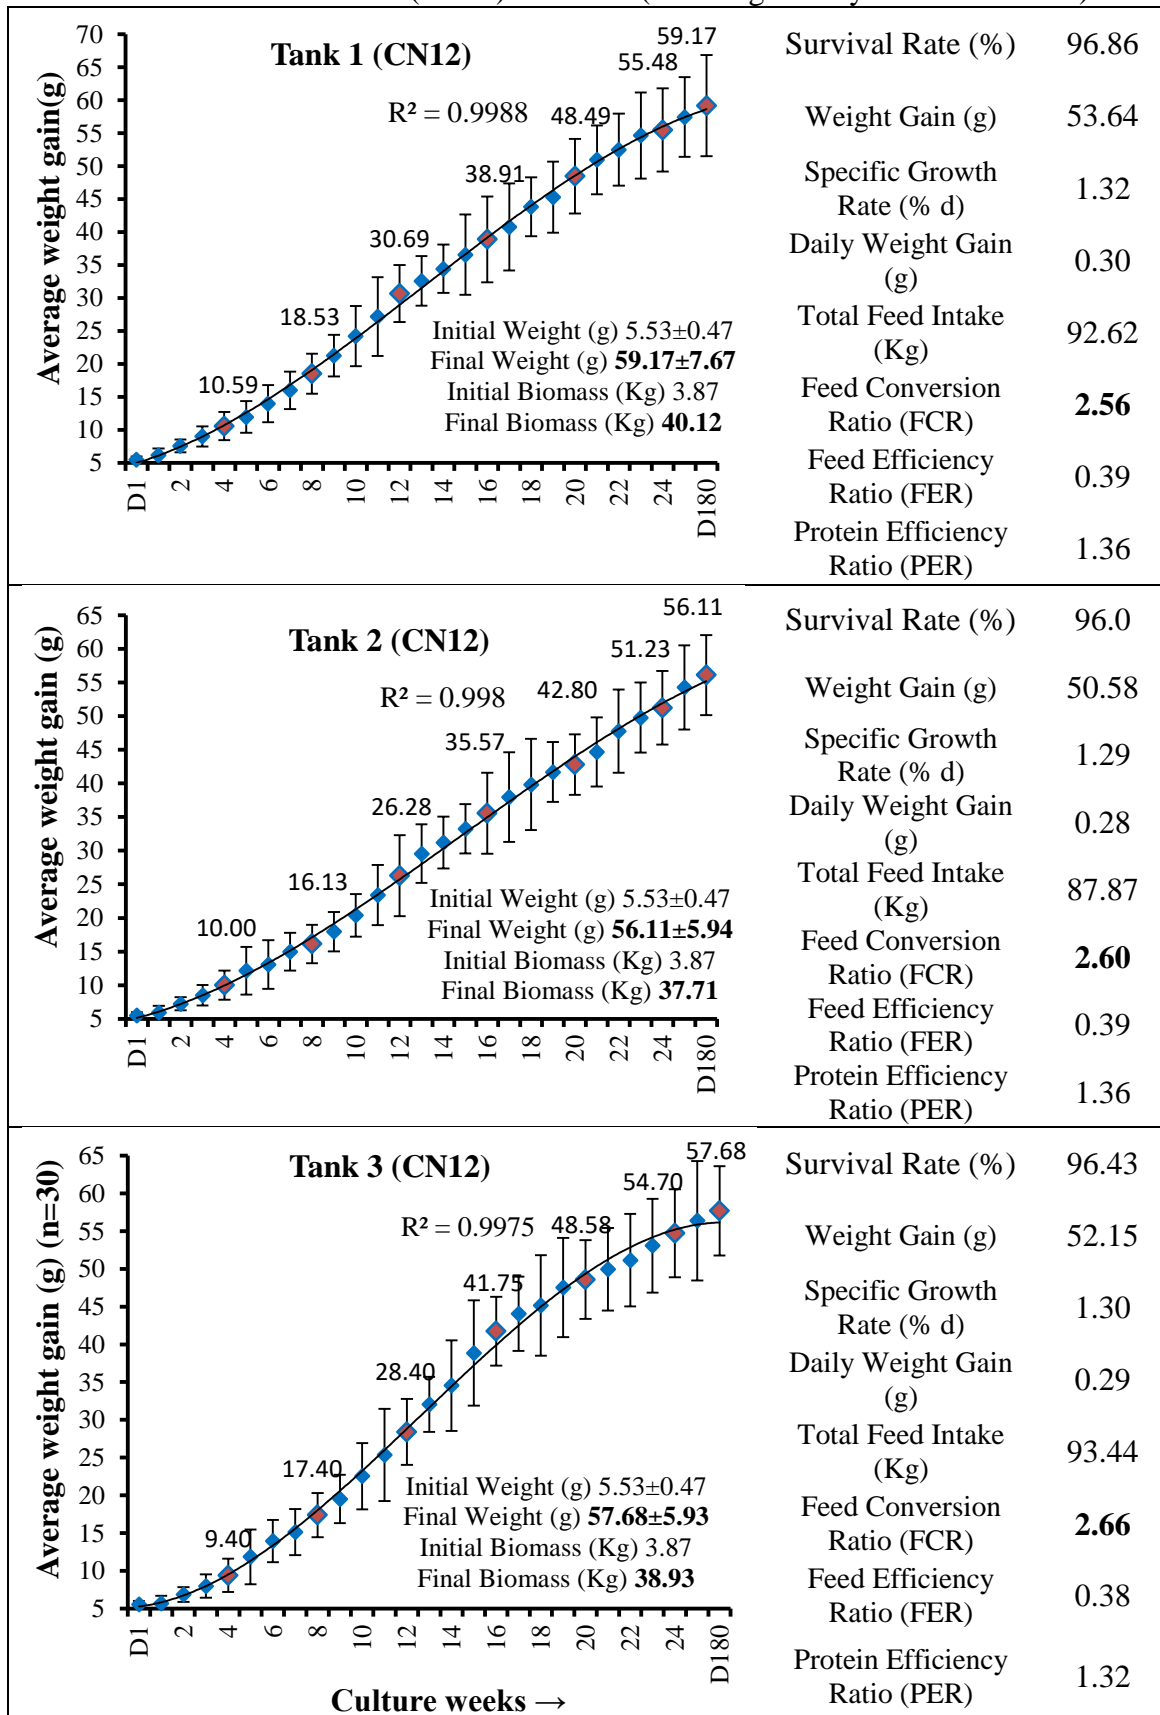 Tank 1 (CN12)
R² = 0.9988
Average weight gain(g)
70
65
60
55
50
45
40
35
30
25
20
15
10
5
10.59
18.53
30.69
38.91
48.49
55.48
59.17
Initial Weight (g) 5.53±0.47
Final Weight (g) 59.17±7.67
Initial Biomass (Kg) 3.87
Final Biomass (Kg) 40.12
D1
2
4
6
8
10
12
14
16
18
20
22
24
D180
Survival Rate (%) 96.86
Weight Gain (g) 53.64
Specific Growth
Rate (% d) 1.32
Daily Weight Gain
(g) 0.30
Total Feed Intake
(Kg) 92.62
Feed Conversion
Ratio (FCR) 2.56
Feed Efficiency
Ratio (FER) 0.39
Protein Efficiency
Ratio (PER) 1.36
Tank 2 (CN12)
R² = 0.998
Average weight gain (g)
65
60
55
50
45
40
35
30
25
20
15
10
5
10.00
16.13
26.28
35.57
42.80
51.23
56.11
Initial Weight (g) 5.53±0.47
Final Weight (g) 56.11±5.94
Initial Biomass (Kg) 3.87
Final Biomass (Kg) 37.71
D1
2
4
6
8
10
12
14
16
18
20
22
24
D180
Survival Rate (%) 96.0
Weight Gain (g) 50.58
Specific Growth
Rate (% d) 1.29
Daily Weight Gain
(g) 0.28
Total Feed Intake
(Kg) 87.87
Feed Conversion
Ratio (FCR) 2.60
Feed Efficiency
Ratio (FER) 0.39
Protein Efficiency
Ratio (PER) 1.36
Tank 3 (CN12)
R² = 0.9975
Average weight gain (g) (n=30)
65
60
55
50
45
40
35
30
25
20
15
10
5
9.40
17.40
28.40
41.75
48.58
54.70
57.68
Initial Weight (g) 5.53±0.47
Final Weight (g) 57.68±5.93
Initial Biomass (Kg) 3.87
Final Biomass (Kg) 38.93
D1
2
4
6
8
10
12
14
16
18
20
22
24
D180
Culture weeks →
Survival Rate (%) 96.43
Weight Gain (g) 52.15
Specific Growth
Rate (% d) 1.30
Daily Weight Gain
(g) 0.29
Total Feed Intake
(Kg) 93.44
Feed Conversion
Ratio (FCR) 2.66
Feed Efficiency
Ratio (FER) 0.38
Protein Efficiency
Ratio (PER) 1.32